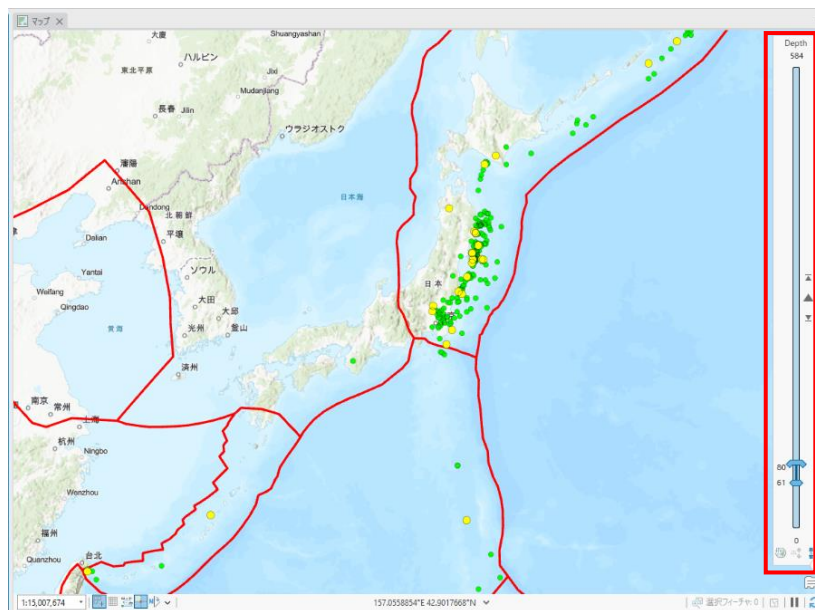 マップ
大慶
Shuangyashan
Depth
584
ハルビン
東北平原
Jixi
Mudanjiang
長春 Jilin
ウラジオストク
瀋陽
Anshan
Dandong
北朝鮮
平壌
日本海
Dalian
Yantai
ソウル
日本
Weifang
Qingdao
大田
大邱
黄海
光州
釜山
済州
南京
常州
上海
杭州
Ningbo
80
61
Wenzhou
福州
台北
0
Quanzhou
1:15,007,674
157.0558854°E 42.9017668°N
選択フィーチャ: 0